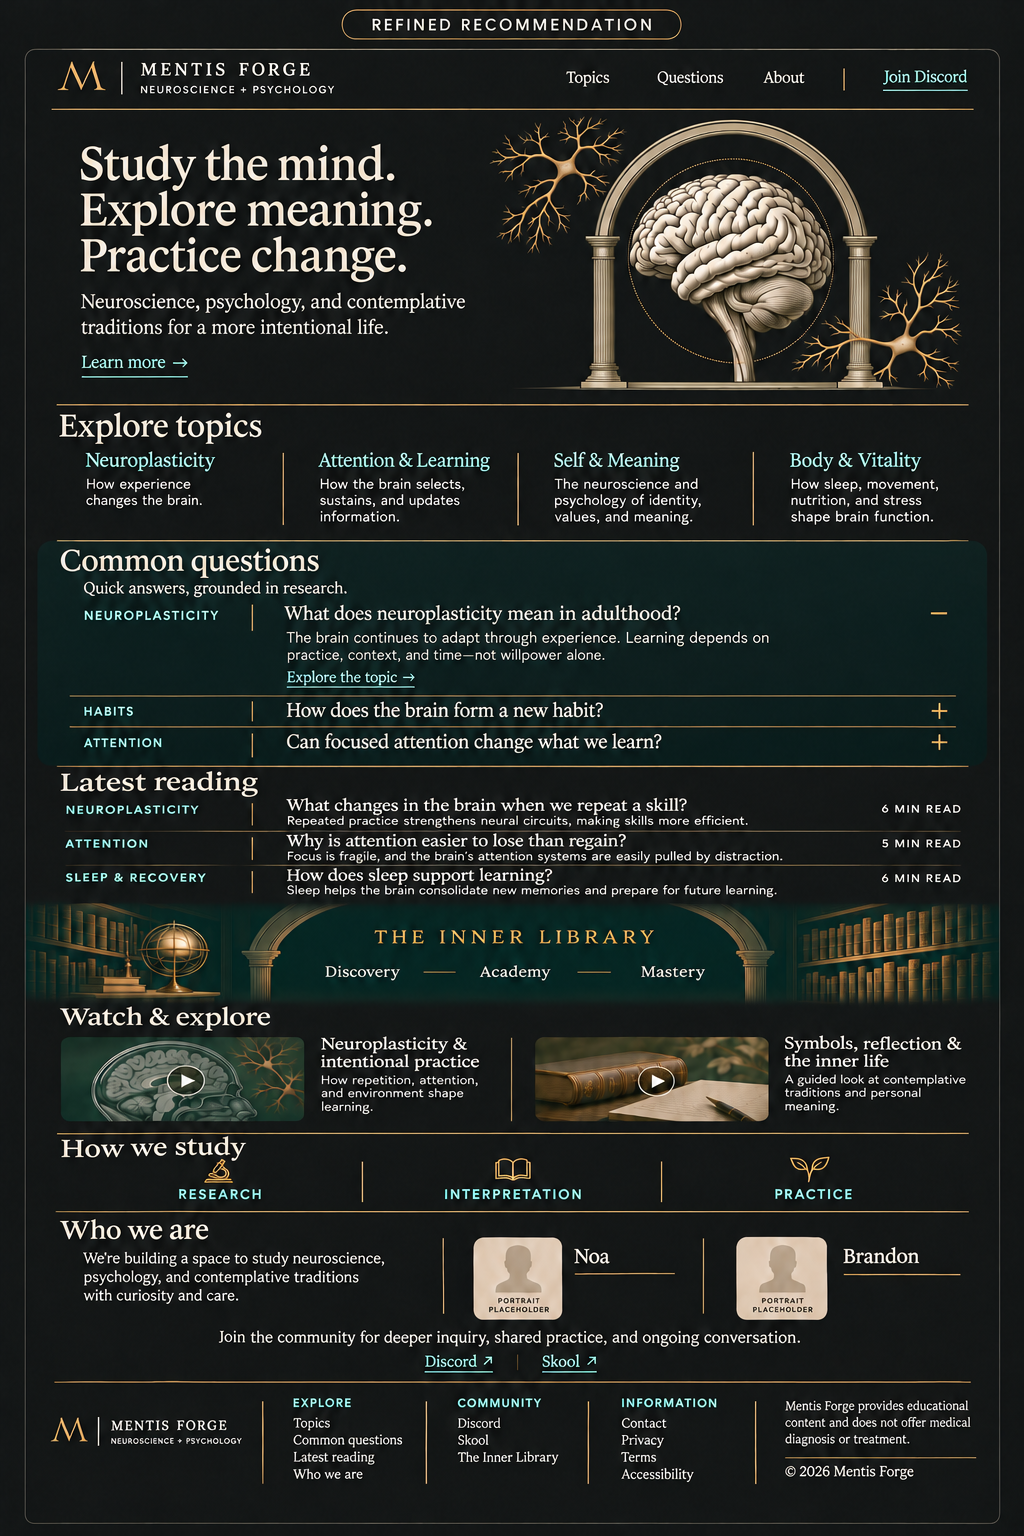 REFINED RECOMMENDATION
M
MENTIS FORGE
NEUROSCIENCE + PSYCHOLOGY
Topics
Questions
About
Join Discord
Study the mind.
Explore meaning.
Practice change.
Neuroscience, psychology, and contemplative
traditions for a more intentional life.
Learn more →
Explore topics
Neuroplasticity
How experience
changes the brain.
Attention & Learning
How the brain selects,
sustains, and updates
information.
Self & Meaning
The neuroscience and
psychology of identity,
values, and meaning.
Body & Vitality
How sleep, movement,
nutrition, and stress
shape brain function.
Common questions
Quick answers, grounded in research.
NEUROPLASTICITY
What does neuroplasticity mean in adulthood?
The brain continues to adapt through experience. Learning depends on
practice, context, and time—not willpower alone.
Explore the topic →
HABITS
How does the brain form a new habit?
ATTENTION
Can focused attention change what we learn?
Latest reading
NEUROPLASTICITY
What changes in the brain when we repeat a skill?
Repeated practice strengthens neural circuits, making skills more efficient.
6 MIN READ
ATTENTION
Why is attention easier to lose than regain?
Focus is fragile, and the brain's attention systems are easily pulled by distraction.
5 MIN READ
SLEEP & RECOVERY
How does sleep support learning?
Sleep helps the brain consolidate new memories and prepare for future learning.
6 MIN READ
THE INNER LIBRARY
Discovery — Academy — Mastery
Watch & explore
Neuroplasticity &
intentional practice
How repetition, attention,
and environment shape
learning.
Symbols, reflection &
the inner life
A guided look at contemplative
traditions and personal
meaning.
How we study
RESEARCH
INTERPRETATION
PRACTICE
Who we are
We're building a space to study neuroscience,
psychology, and contemplative traditions
with curiosity and care.
PORTRAIT
PLACEHOLDER
Noa
PORTRAIT
PLACEHOLDER
Brandon
Join the community for deeper inquiry, shared practice, and ongoing conversation.
Discord ↗
Skool ↗
M
MENTIS FORGE
NEUROSCIENCE + PSYCHOLOGY
EXPLORE
Topics
Common questions
Latest reading
Who we are
COMMUNITY
Discord
Skool
The Inner Library
INFORMATION
Contact
Privacy
Terms
Accessibility
Mentis Forge provides educational
content and does not offer medical
diagnosis or treatment.
© 2026 Mentis Forge